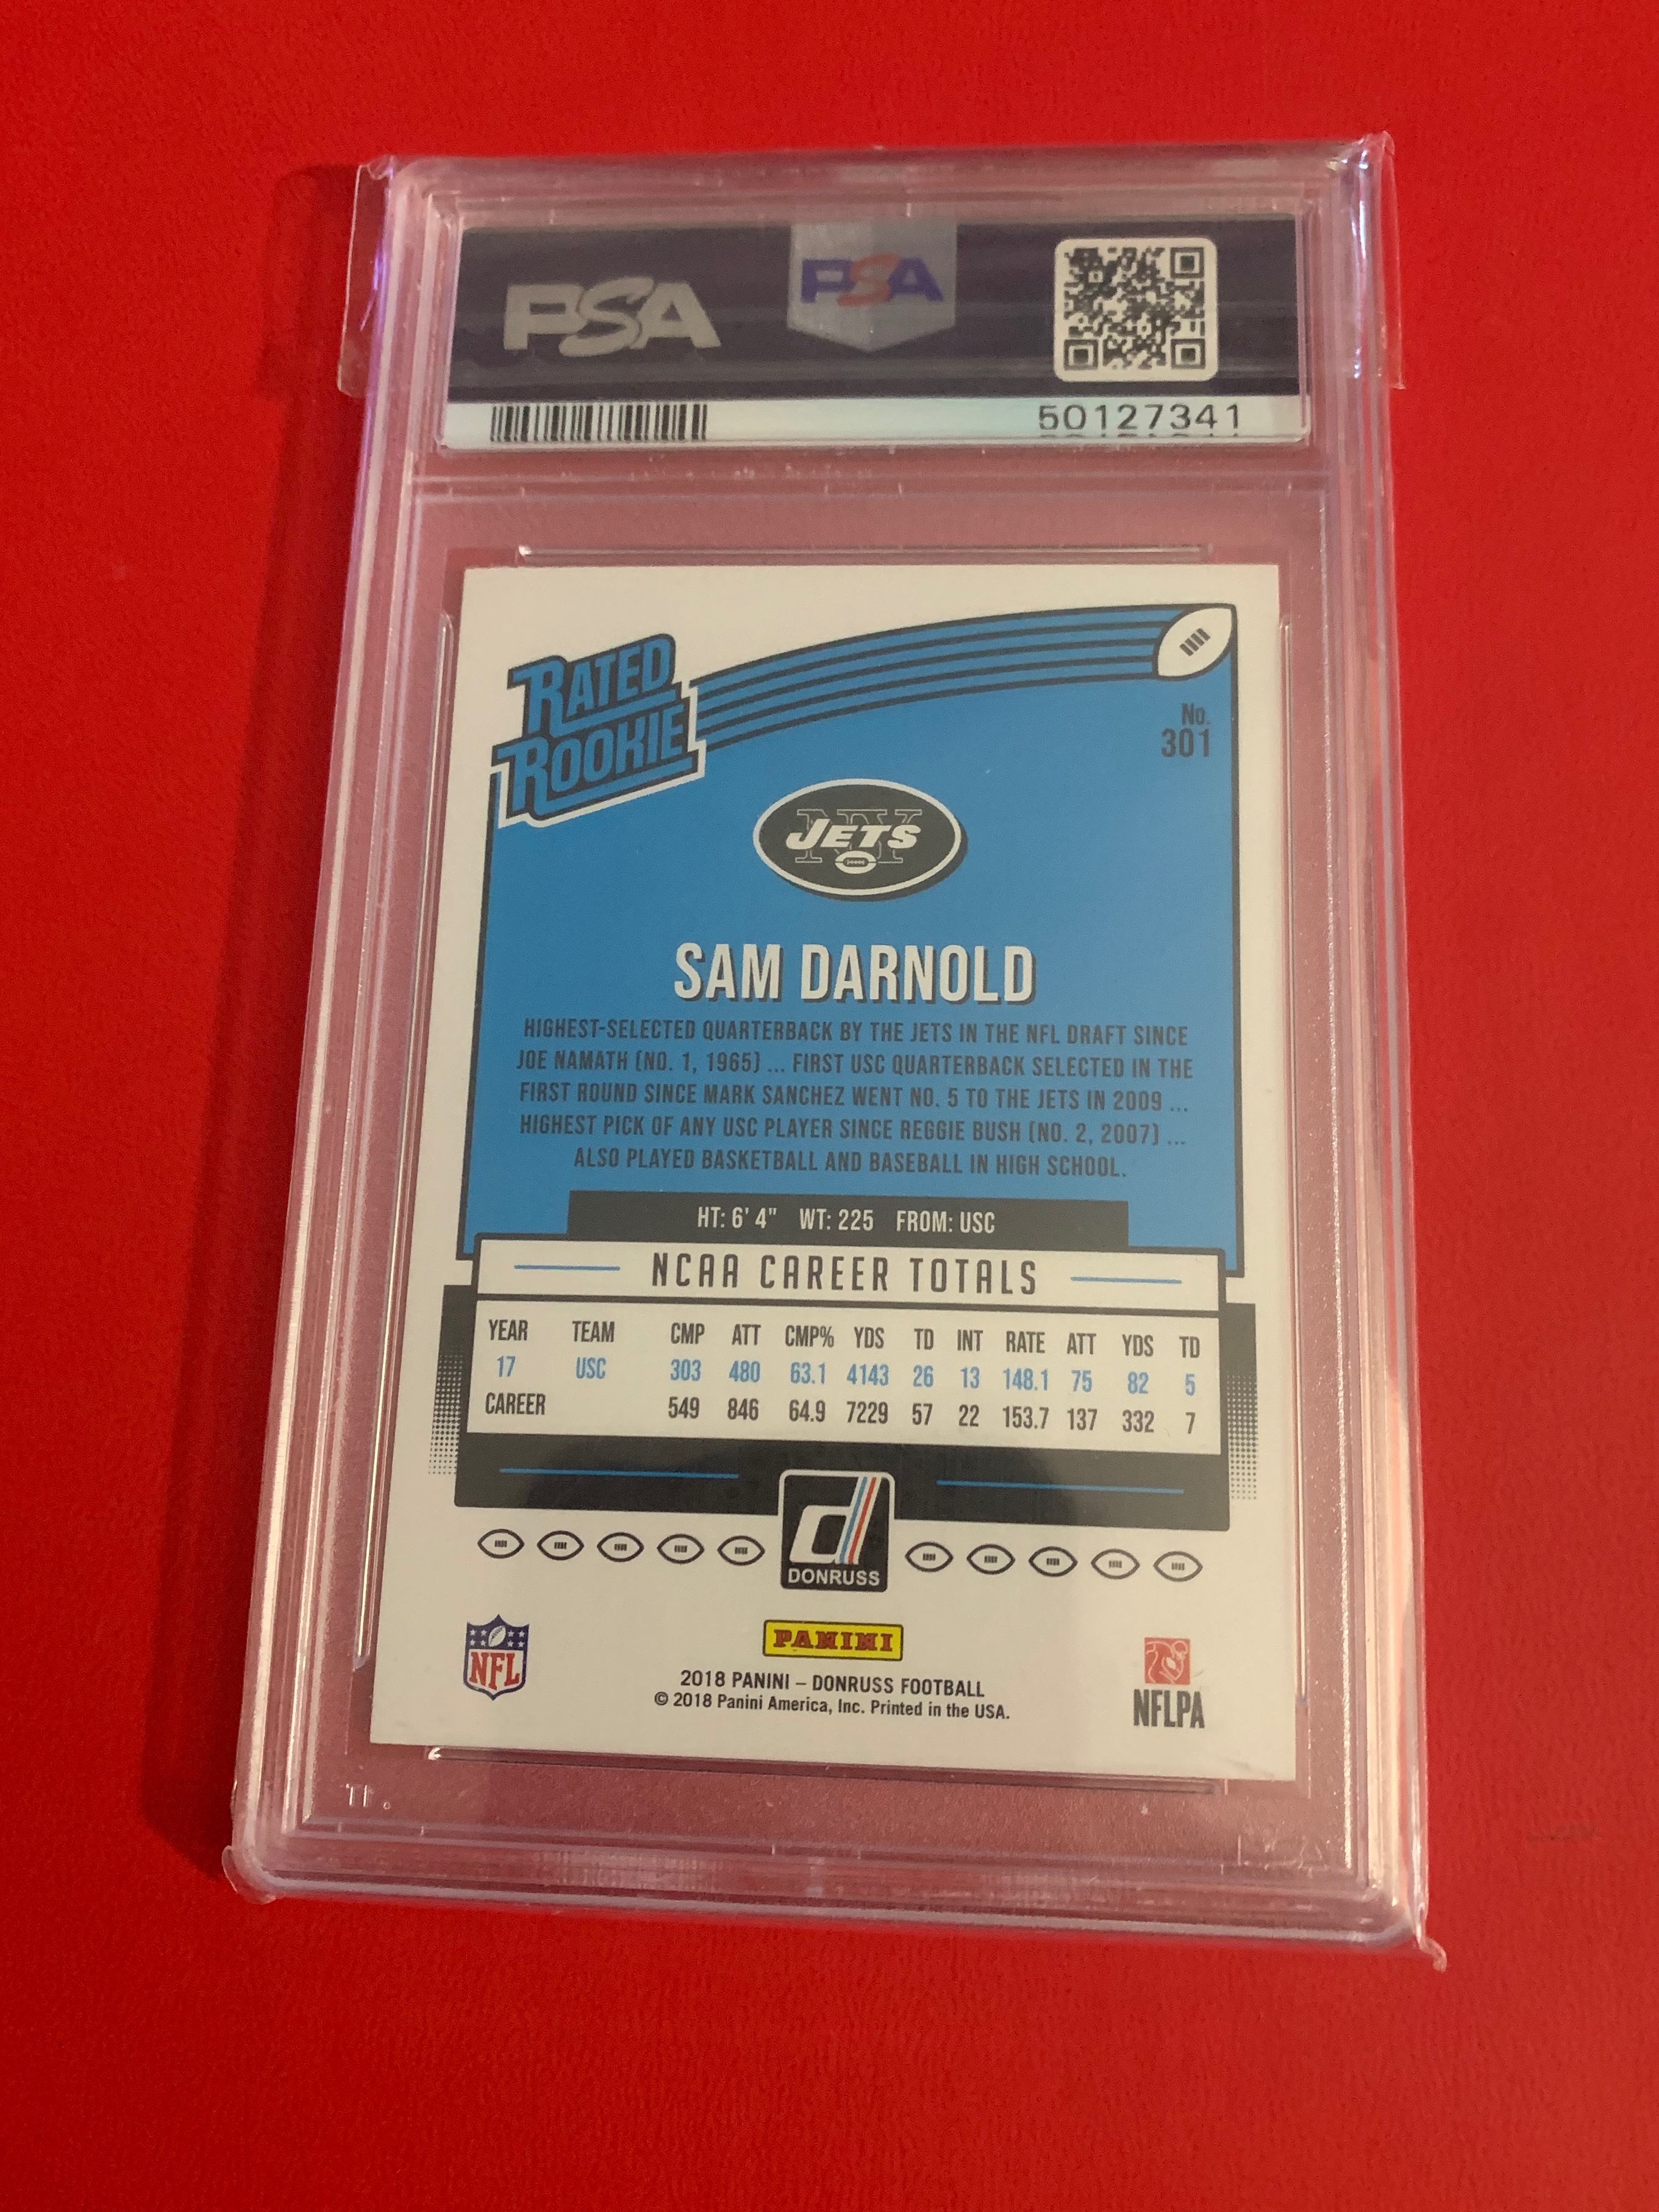 PSA
PSA
50127341
RATED
ROOKIE
No.
301
NY
JETS
SAM DARNOLD
HIGHEST-SELECTED QUARTERBACK BY THE JETS IN THE NFL DRAFT SINCE
JOE NAMATH (NO. 1, 1965) ... FIRST USC QUARTERBACK SELECTED IN THE
FIRST ROUND SINCE MARK SANCHEZ WENT NO. 5 TO THE JETS IN 2009 ...
HIGHEST PICK OF ANY USC PLAYER SINCE REGGIE BUSH (NO. 2, 2007) ...
ALSO PLAYED BASKETBALL AND BASEBALL IN HIGH SCHOOL.
HT: 6' 4" WT: 225 FROM: USC
NCAA CAREER TOTALS
YEAR TEAM CMP ATT CMP% YDS TD INT RATE ATT YDS TD
17 USC 303 480 63.1 4143 26 13 148.1 75 82 5
CAREER 549 846 64.9 7229 57 22 153.7 137 332 7
d
DONRUSS
NFL
PANINI
2018 PANINI – DONRUSS FOOTBALL
© 2018 Panini America, Inc. Printed in the USA.
NFLPA